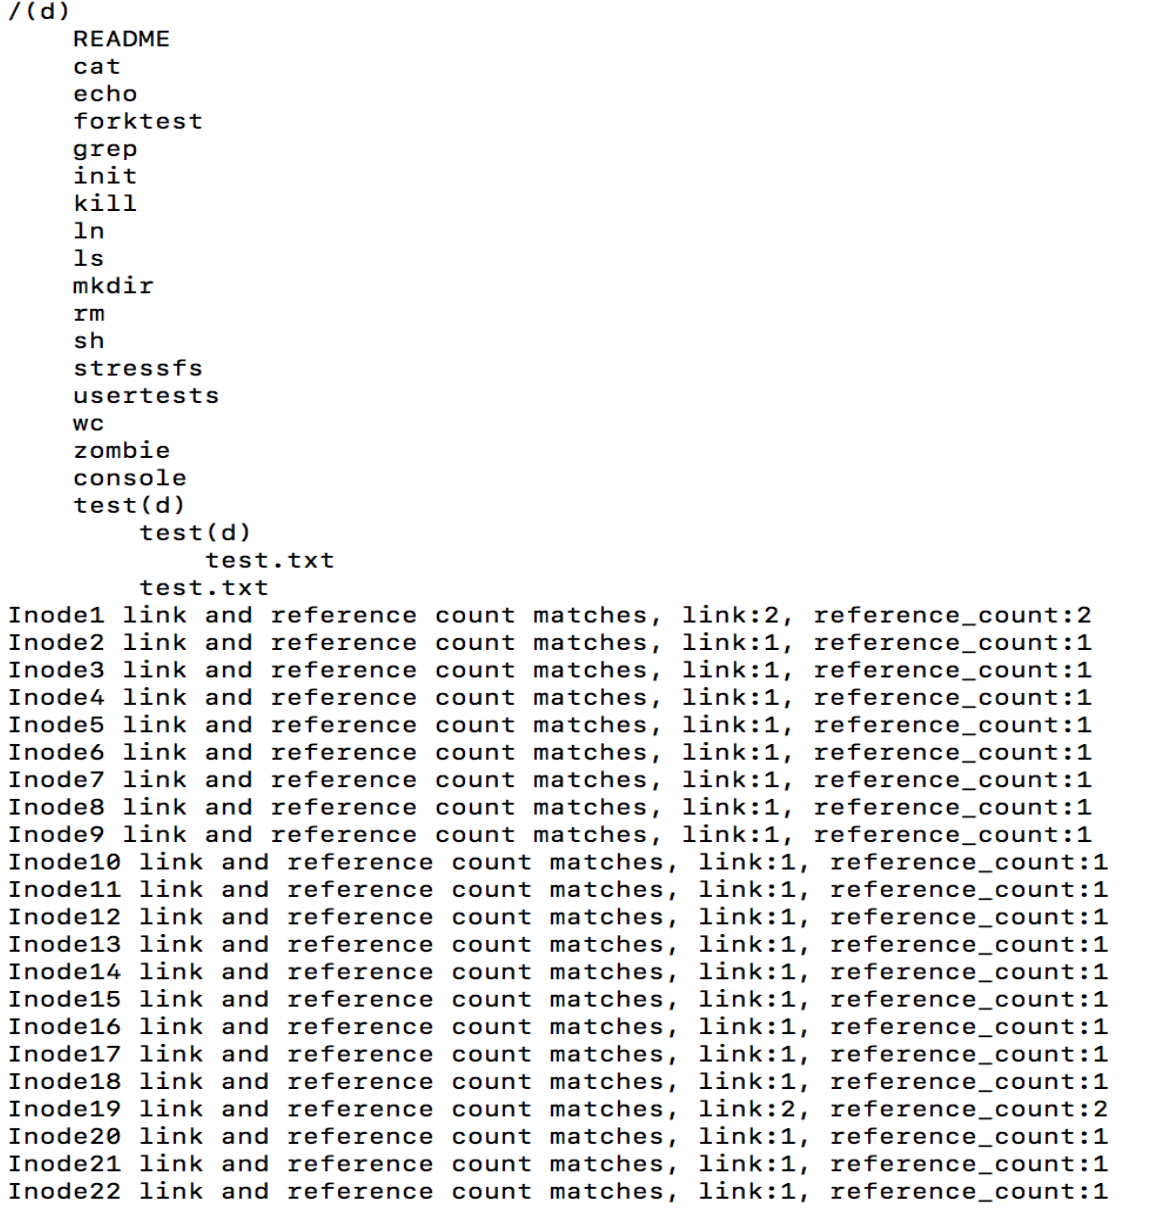 /(d)
README
cat
echo
forktest
grep
init
kill
ln
ls
mkdir
rm
sh
stressfs
usertests
wc
zombie
console
test(d)
test(d)
test.txt
test.txt
Inode1 link and reference count matches, link:2, reference_count:2
Inode2 link and reference count matches, link:1, reference_count:1
Inode3 link and reference count matches, link:1, reference_count:1
Inode4 link and reference count matches, link:1, reference_count:1
Inode5 link and reference count matches, link:1, reference_count:1
Inode6 link and reference count matches, link:1, reference_count:1
Inode7 link and reference count matches, link:1, reference_count:1
Inode8 link and reference count matches, link:1, reference_count:1
Inode9 link and reference count matches, link:1, reference_count:1
Inode10 link and reference count matches, link:1, reference_count:1
Inode11 link and reference count matches, link:1, reference_count:1
Inode12 link and reference count matches, link:1, reference_count:1
Inode13 link and reference count matches, link:1, reference_count:1
Inode14 link and reference count matches, link:1, reference_count:1
Inode15 link and reference count matches, link:1, reference_count:1
Inode16 link and reference count matches, link:1, reference_count:1
Inode17 link and reference count matches, link:1, reference_count:1
Inode18 link and reference count matches, link:1, reference_count:1
Inode19 link and reference count matches, link:2, reference_count:2
Inode20 link and reference count matches, link:1, reference_count:1
Inode21 link and reference count matches, link:1, reference_count:1
Inode22 link and reference count matches, link:1, reference_count:1